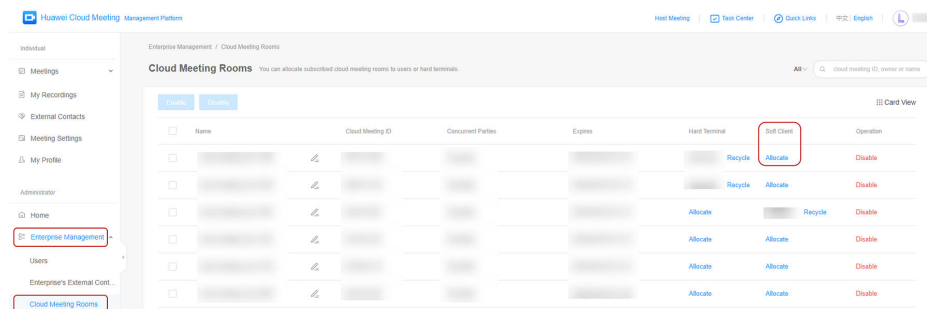 Huawei Cloud Meeting Management Platform
Host Meeting Task Center Quick Links 中文 English
Individual
Meetings
My Recordings
External Contacts
Meeting Settings
My Profile
Administrator
Home
Enterprise Management
Users
Enterprise's External Cont...
Cloud Meeting Rooms
Enterprise Management / Cloud Meeting Rooms
Cloud Meeting Rooms You can allocate subscribed cloud meeting rooms to users or hard terminals.
All cloud meeting ID, owner or name
Enable Disable Card View
Name Cloud Meeting ID Concurrent Parties Expires Hard Terminal Soft Client Operation
Recycle Allocate Disable
Recycle Allocate Disable
Allocate Recycle Disable
Allocate Allocate Disable
Allocate Allocate Disable
Allocate Allocate Disable